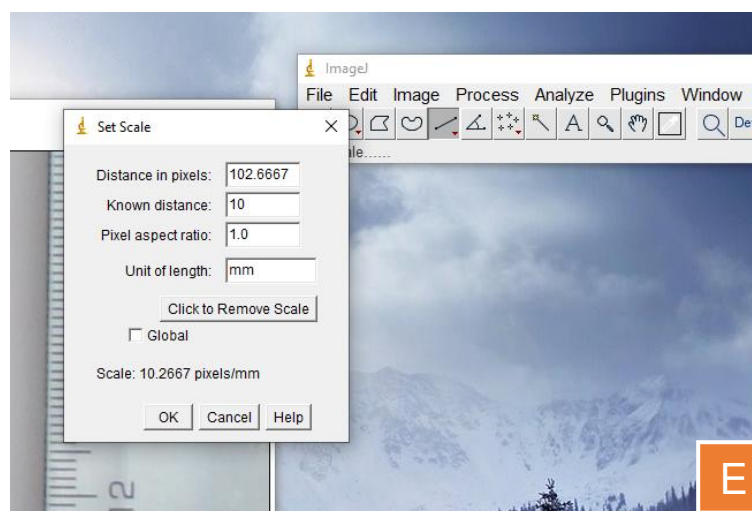 ImageJ
File Edit Image Process Analyze Plugins Window
A
Set Scale
Distance in pixels: 102.6667
Known distance: 10
Pixel aspect ratio: 1.0
Unit of length: mm
Click to Remove Scale
Global
Scale: 10.2667 pixels/mm
OK Cancel Help
12
E